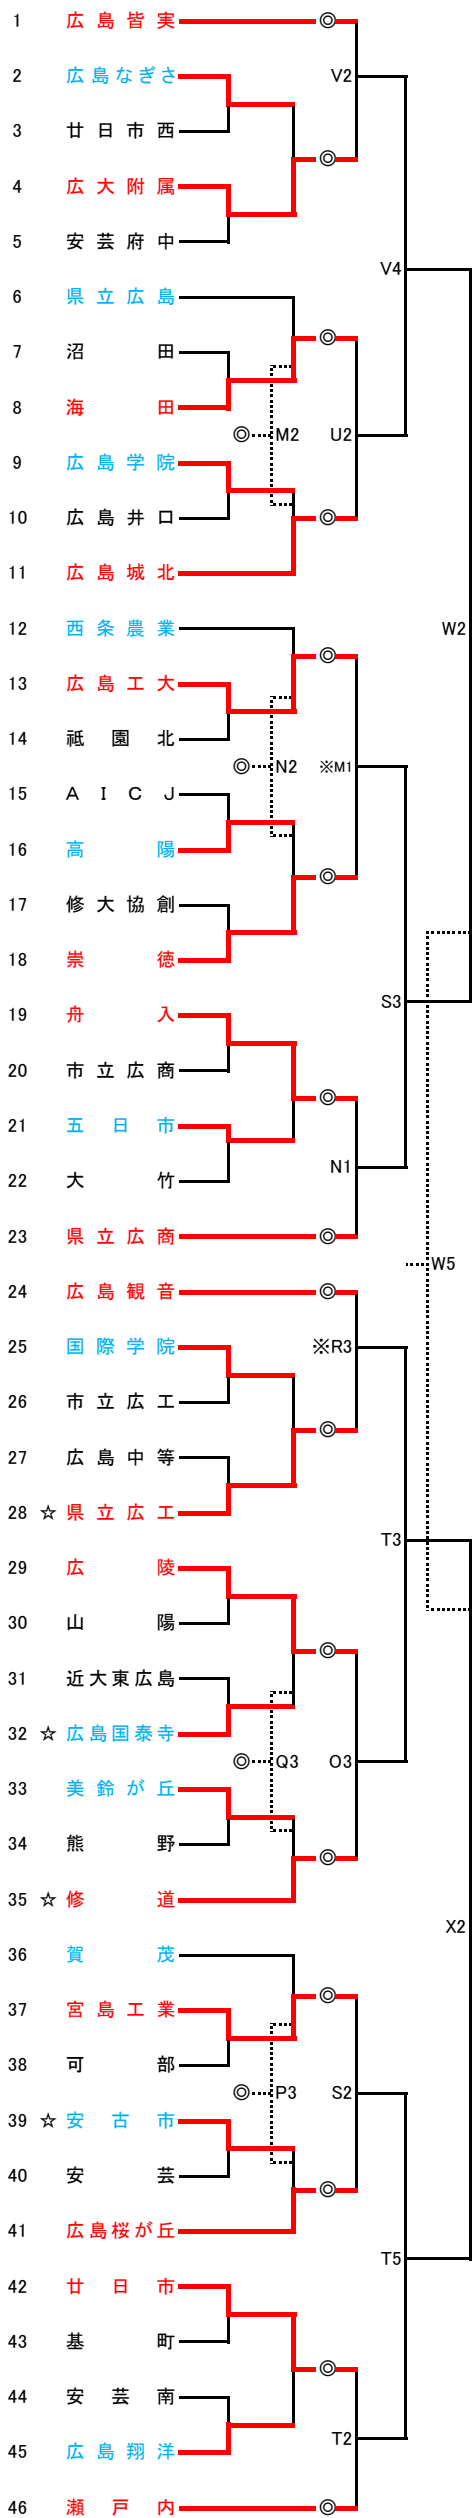 1 広島皆実 ◎
V2
2 広島なぎさ
3 廿日市西
◎
4 広大附属
5 安芸府中
V4
6 県立広島
◎
7 沼田
8 海田
◎ M2 U2
9 広島学院
10 広島井口 ◎
11 広島城北
12 西条農業 W2
◎
13 広島工大
14 祇園北
◎ N2 ※M1
15 AICJ
16 高陽
◎
17 修大協創
18 崇徳
S3
19 舟入
20 市立広商
◎
21 五日市
N1
22 大竹
23 県立広商 ◎
W5
24 広島観音 ◎
25 国際学院 ※R3
26 市立広工
◎
27 広島中等
28 ☆ 県立広工
T3
29 広陵
30 山陽
◎
31 近大東広島
32 ☆ 広島国泰寺
◎ Q3 O3
33 美鈴が丘
34 熊野
◎
35 ☆ 修道
X2
36 賀茂
◎
37 宮島工業
38 可部
◎ P3 S2
39 ☆ 安古市
40 安芸
◎
41 広島桜が丘
T5
42 廿日市
43 基町
◎
44 安芸南
T2
45 広島翔洋
46 瀬戸内 ◎